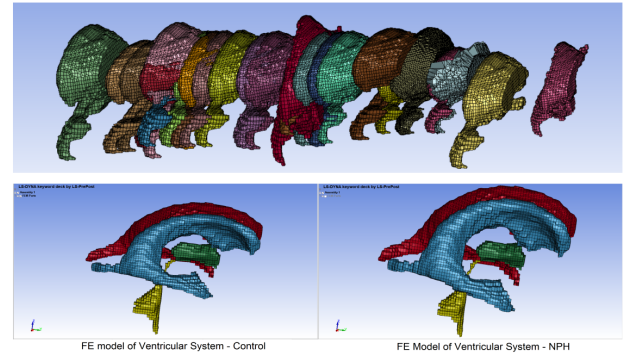 LS-DYNA keyword deck by LS-PrePost
LS-DYNA keyword deck by LS-PrePost
FE model of Ventricular System - Control
FE Model of Ventricular System - NPH